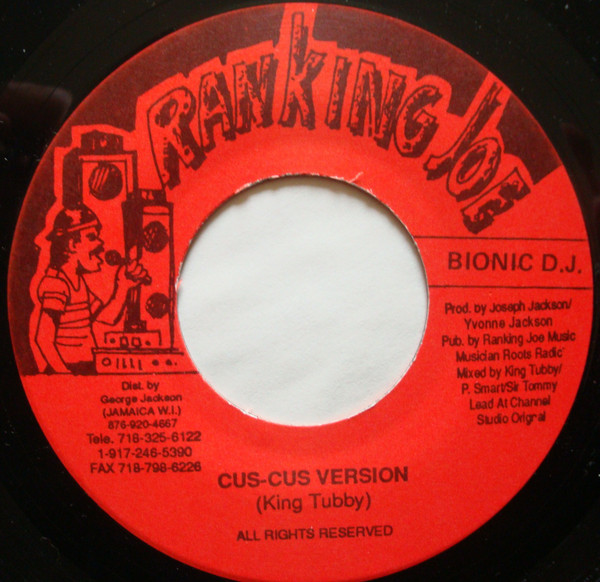 RANKING JOE
BIONIC D.J.
Prod. by Joseph Jackson/
Yvonne Jackson
Pub. by Ranking Joe Music
Musician Roots Radic
Mixed by King Tubby/
P. Smart/Sir Tommy
Lead At Channel
Studio Origral
Dist. by
George Jackson
(JAMAICA W.I.)
876-920-4667
Tele. 718-325-6122
1-917-246-5390
FAX 718-798-6226
CUS-CUS VERSION
(King Tubby)
ALL RIGHTS RESERVED